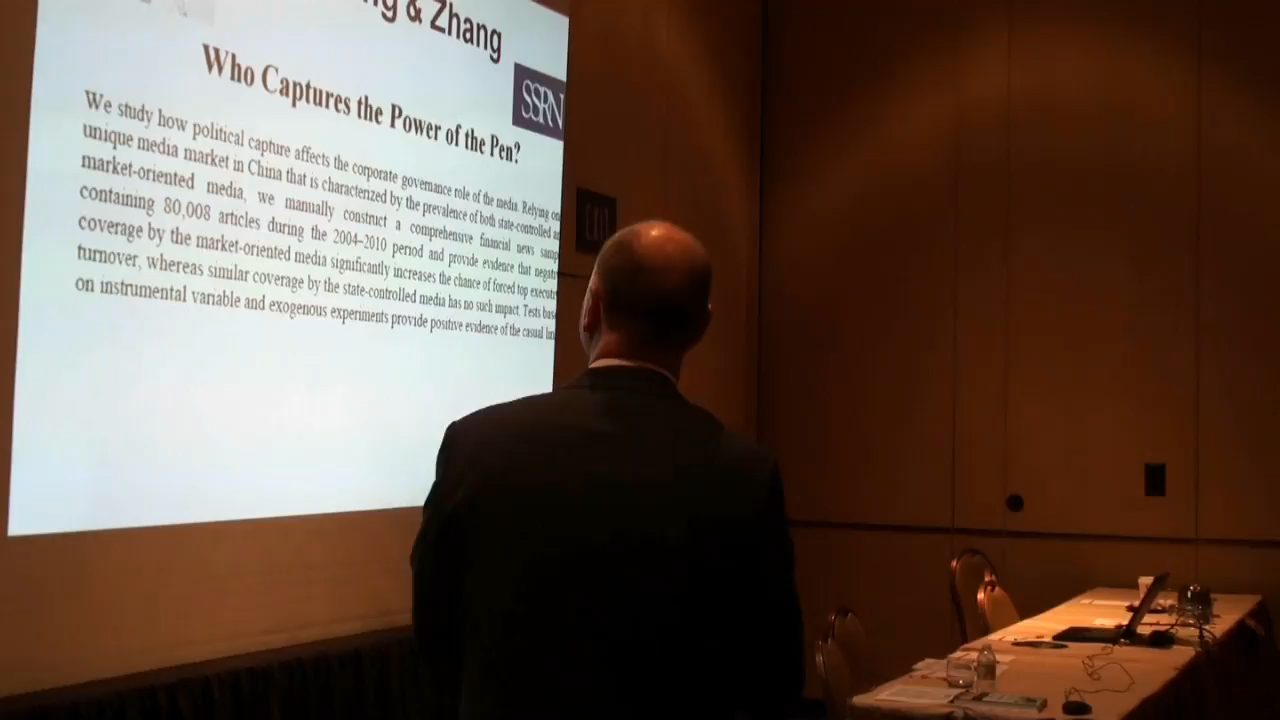 & Zhang
SSRN
Who Captures the Power of the Pen?
We study how political capture affects the corporate governance role of the media. Relying on
unique media market in China that is characterized by the prevalence of both state-controlled
market-oriented media, we manually construct a comprehensive financial news
containing 80,008 articles during the 2004–2010 period and provide evidence that
coverage by the market-oriented media significantly increases the chance of forced top
turnover, whereas similar coverage by the state-controlled media has no such impact. Tests
on instrumental variable and exogenous experiments provide positive evidence of the casual
EXIT